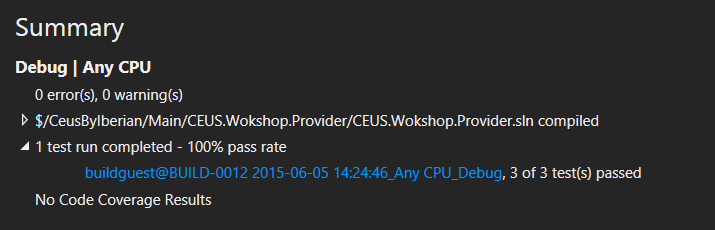 Summary
Debug | Any CPU
0 error(s), 0 warning(s)
$/CeusByIberian/Main/CEUS.Wokshop.Provider/CEUS.Wokshop.Provider.sln compiled
1 test run completed - 100% pass rate
buildguest@BUILD-0012 2015-06-05 14:24:46_Any CPU_Debug, 3 of 3 test(s) passed
No Code Coverage Results